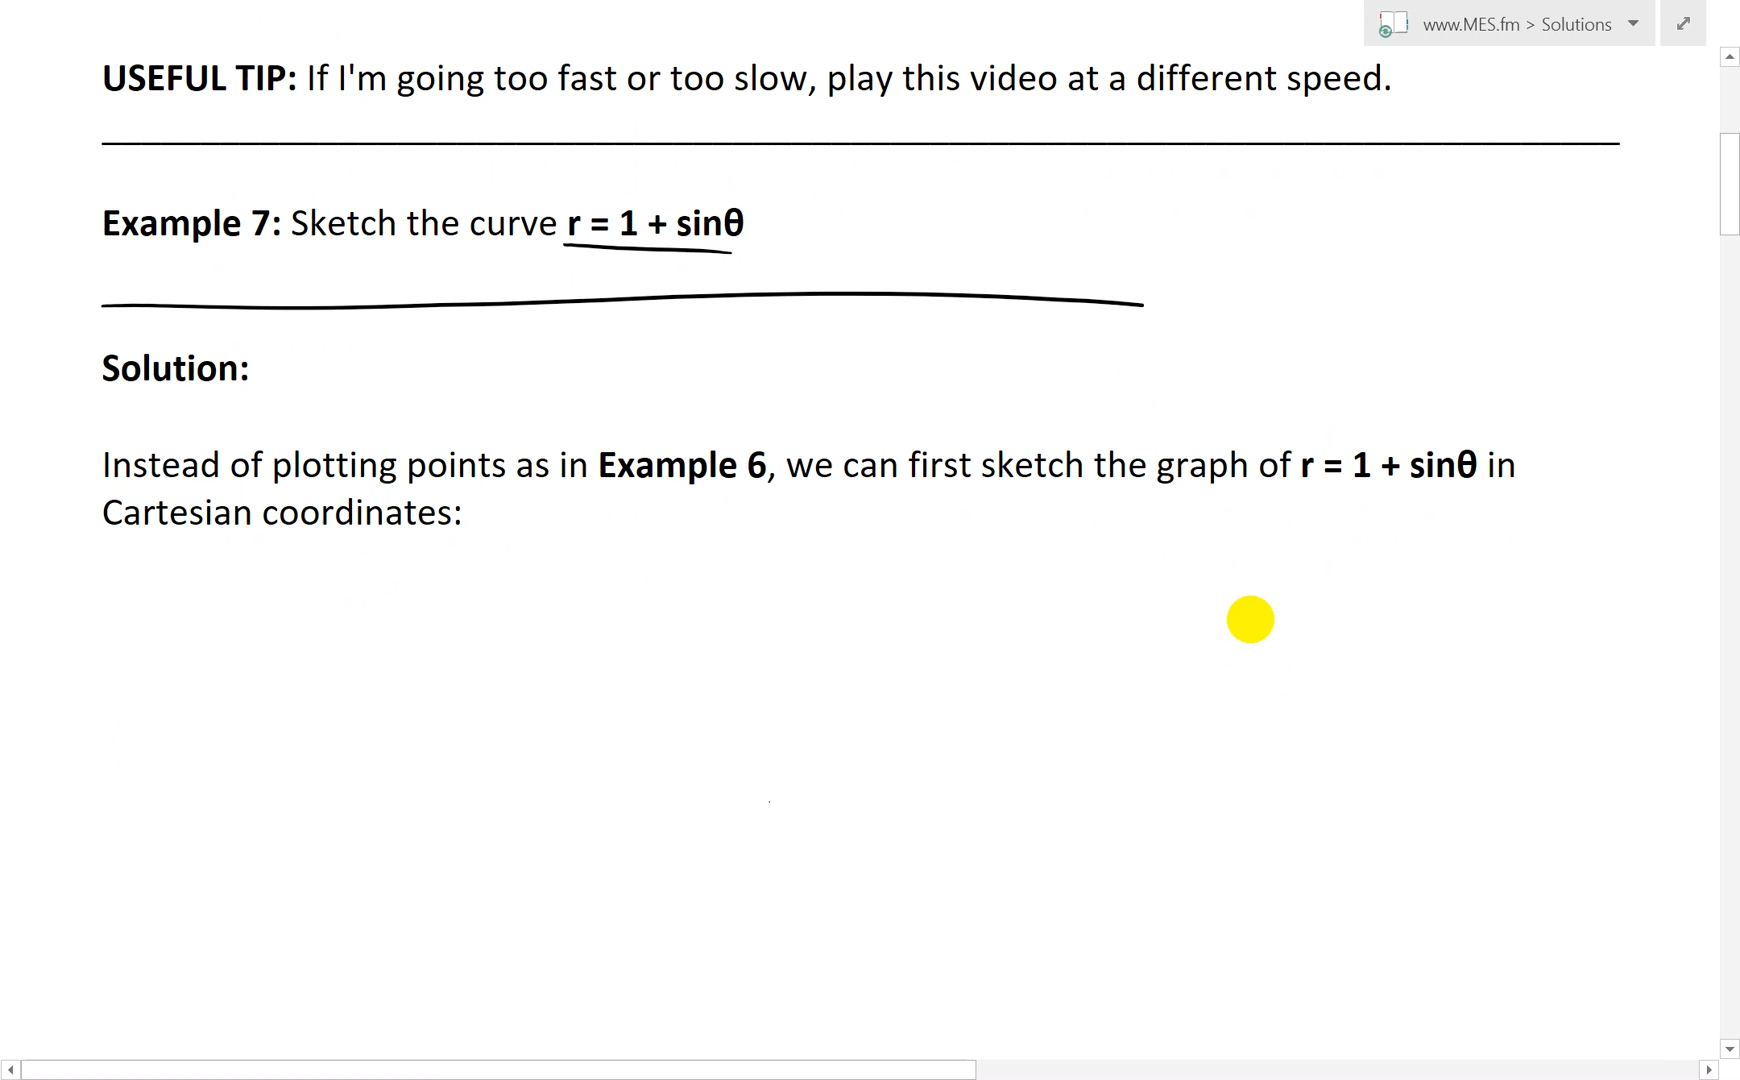 www.MES.fm > Solutions
USEFUL TIP: If I'm going too fast or too slow, play this video at a different speed.
Example 7: Sketch the curve r = 1 + sinθ
Solution:
Instead of plotting points as in Example 6, we can first sketch the graph of r = 1 + sinθ in
Cartesian coordinates: